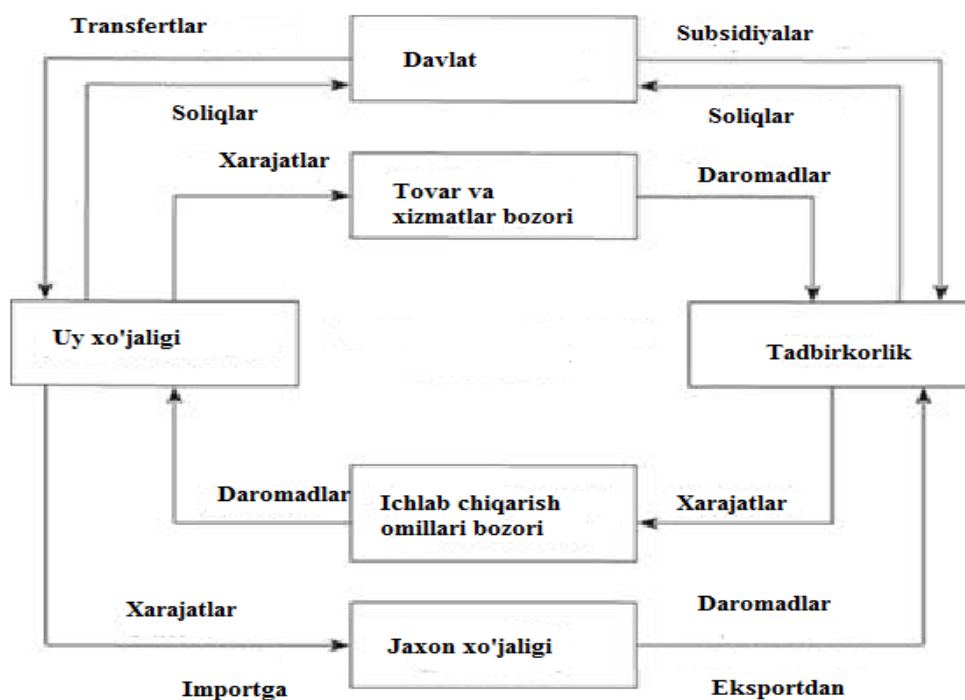 Transfertlar
Subsidiyalar
Davlat
Soliqlar
Soliqlar
Xarajatlar
Daromadlar
Tovar va
xizmatlar bozori
Uy xo'jaligi
Tadbirkorlik
Daromadlar
Ichlab chiqarish
omillari bozori
Xarajatlar
Xarajatlar
Daromadlar
Jaxon xo'jaligi
Importga
Eksportdan